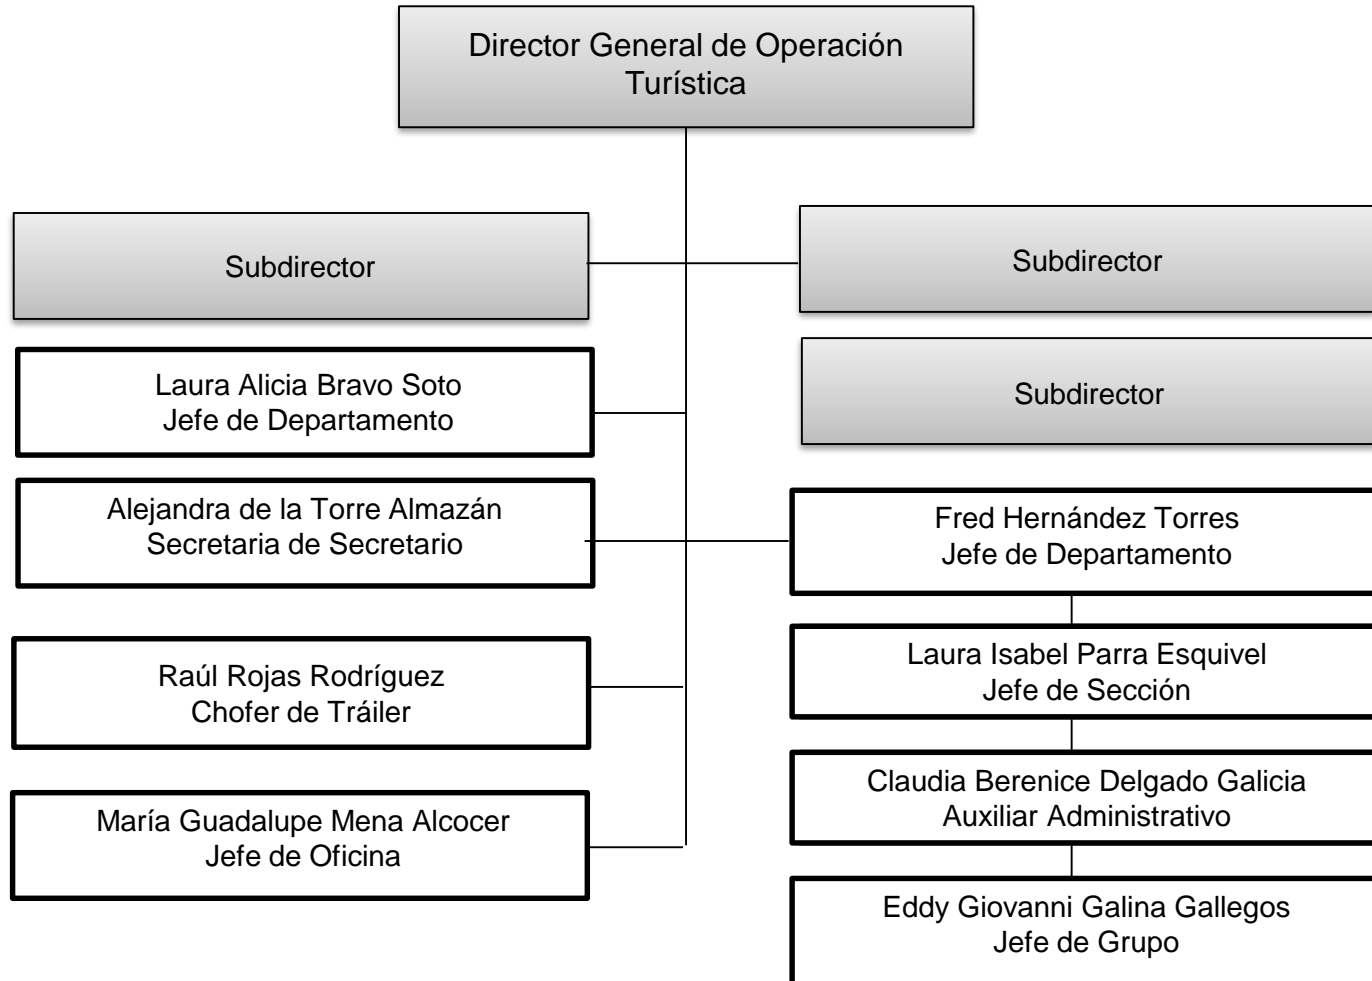 Director General de Operación
Turística
Subdirector
Subdirector
Laura Alicia Bravo Soto
Jefe de Departamento
Subdirector
Alejandra de la Torre Almazán
Secretaria de Secretario
Fred Hernández Torres
Jefe de Departamento
Raúl Rojas Rodríguez
Chofer de Tráiler
Laura Isabel Parra Esquivel
Jefe de Sección
María Guadalupe Mena Alcocer
Jefe de Oficina
Claudia Berenice Delgado Galicia
Auxiliar Administrativo
Eddy Giovanni Galina Gallegos
Jefe de Grupo